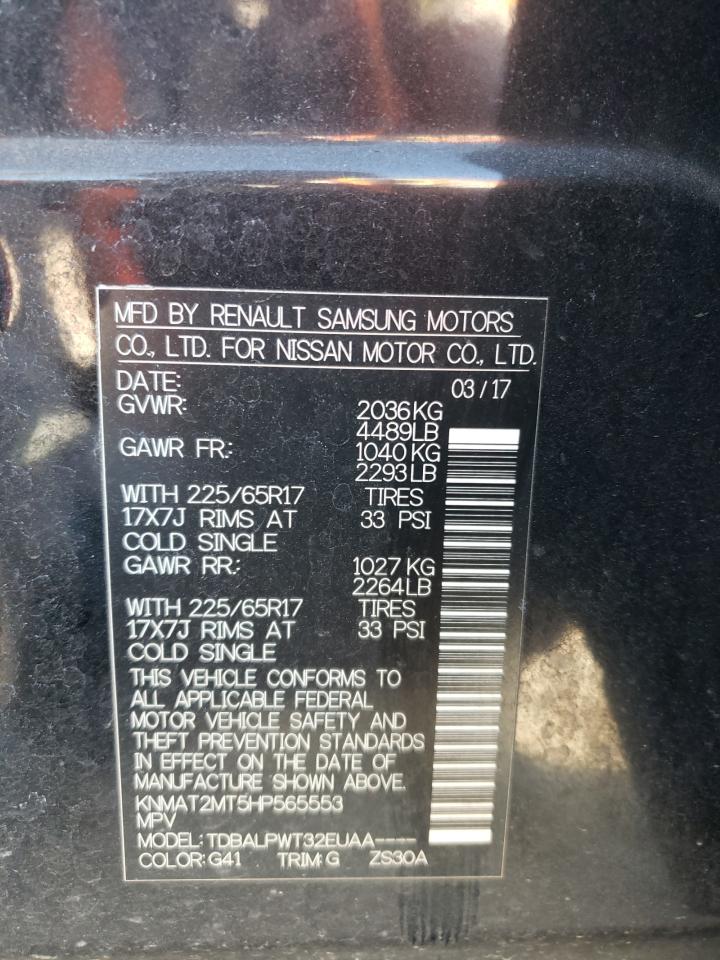 MFD BY RENAULT SAMSUNG MOTORS
CO., LTD. FOR NISSAN MOTOR CO., LTD.
DATE: 03/17
GVWR: 2036KG
4489LB
GAWR FR: 1040KG
2293LB
WITH 225/65R17 TIRES
17X7J RIMS AT 33 PSI
COLD SINGLE
GAWR RR: 1027KG
2264LB
WITH 225/65R17 TIRES
17X7J RIMS AT 33 PSI
COLD SINGLE
THIS VEHICLE CONFORMS TO
ALL APPLICABLE FEDERAL
MOTOR VEHICLE SAFETY AND
THEFT PREVENTION STANDARDS
IN EFFECT ON THE DATE OF
MANUFACTURE SHOWN ABOVE.
KNMAT2MT5HP565553
MPV
MODEL: TDBALPWT32EUAA----
COLOR:G41 TRIM:G ZS30A